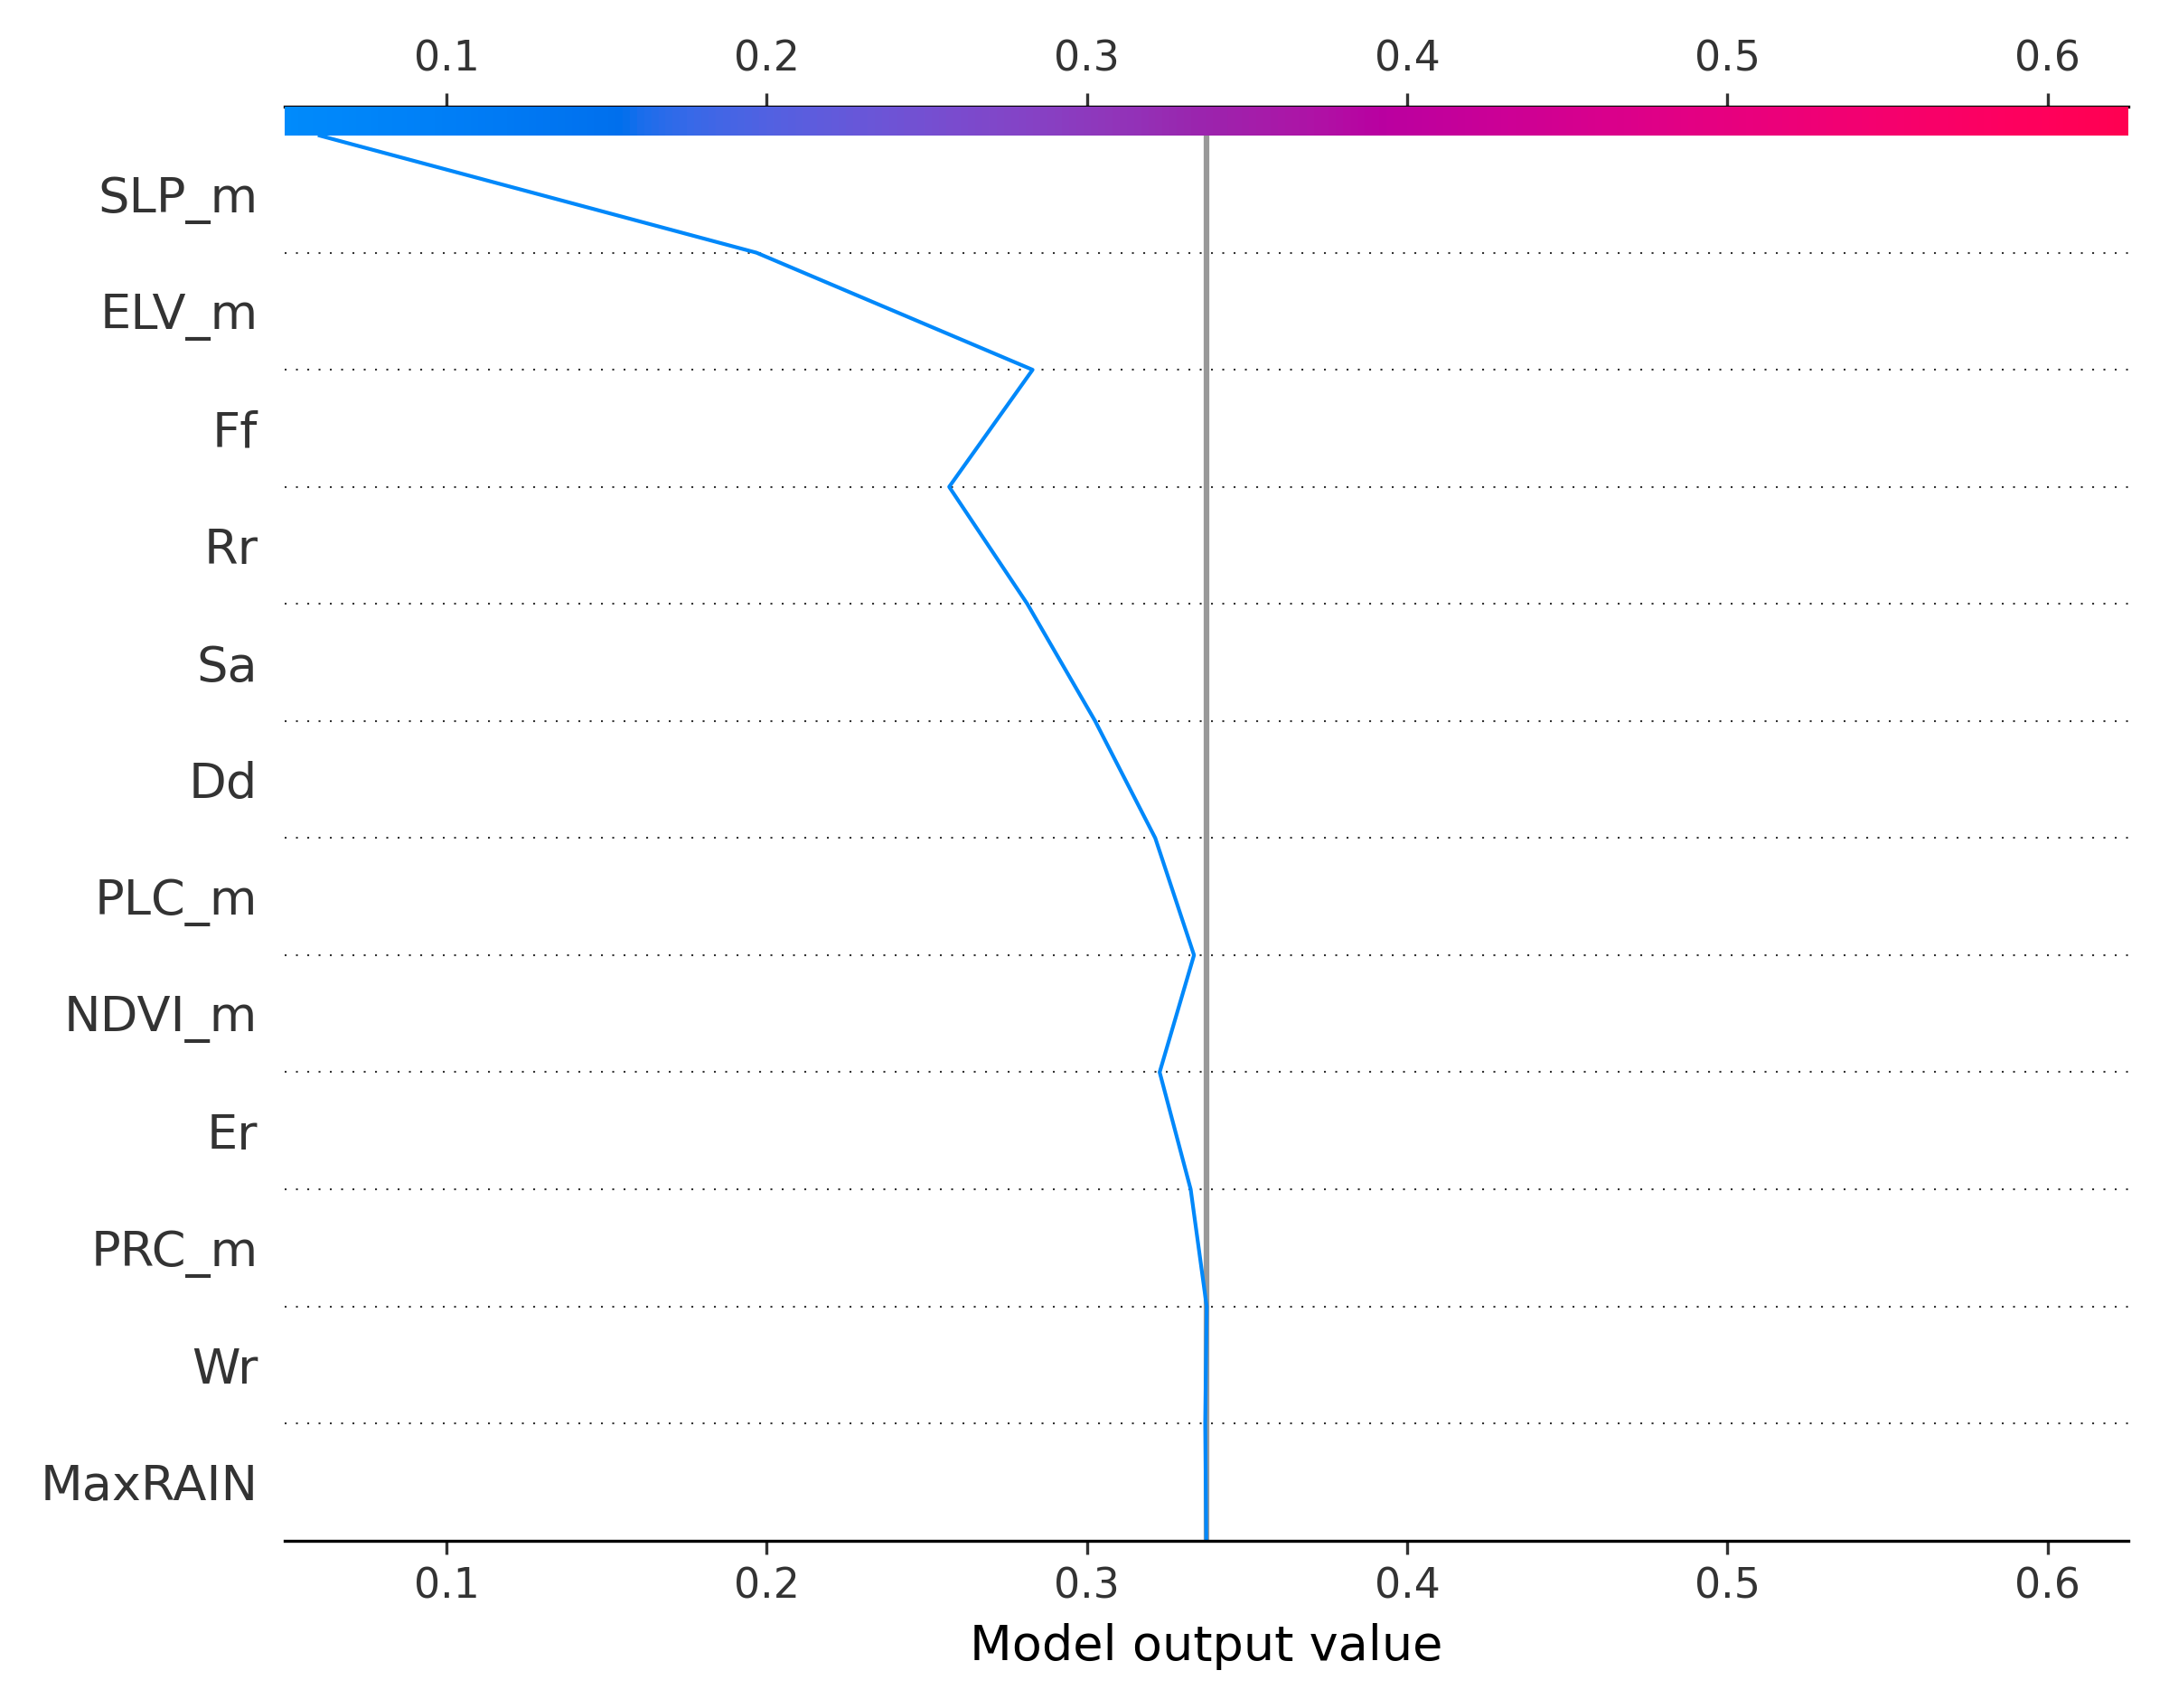 0.1 0.2 0.3 0.4 0.5 0.6
SLP_m
ELV_m
Ff
Rr
Sa
Dd
PLC_m
NDVI_m
Er
PRC_m
Wr
MaxRAIN
0.1 0.2 0.3 0.4 0.5 0.6
Model output value